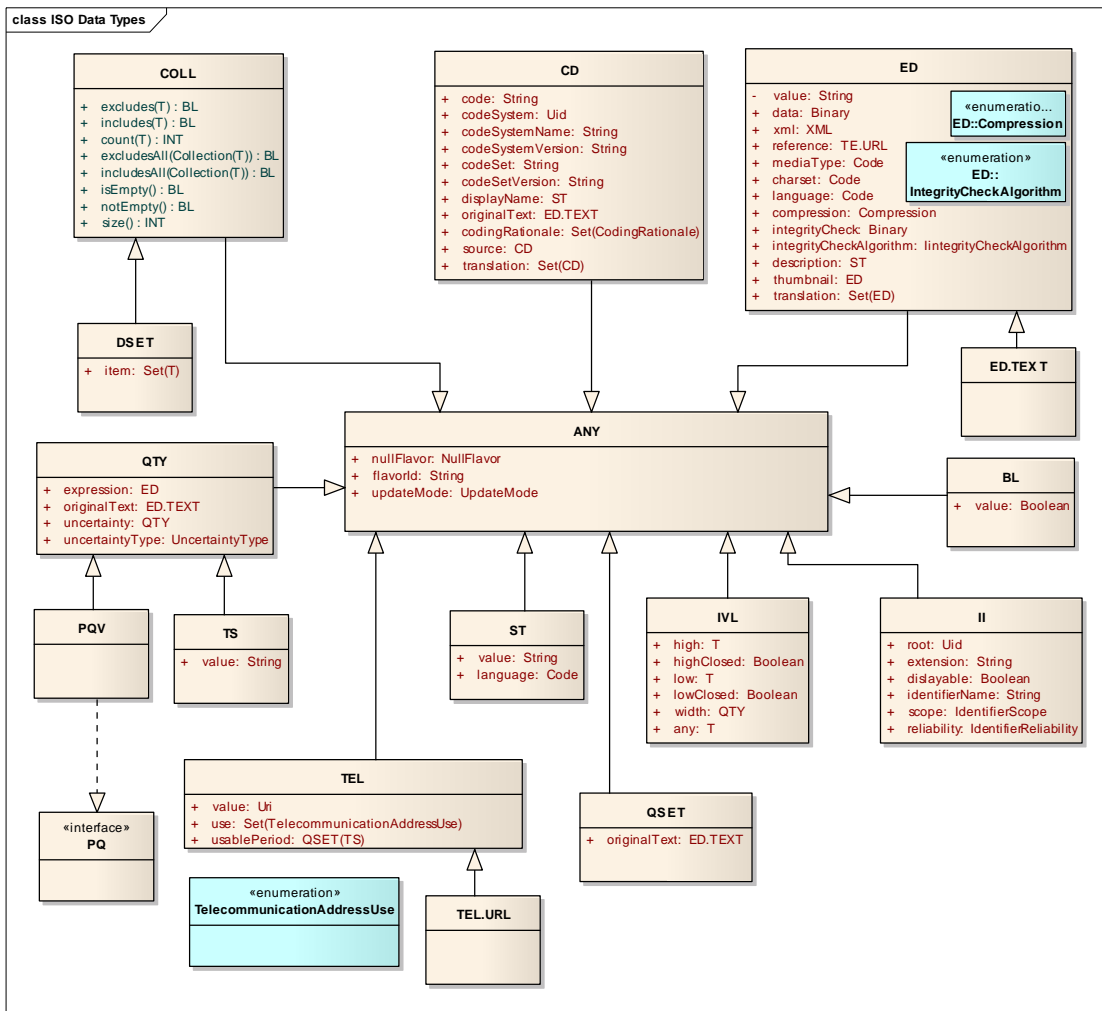 class ISO Data Types
COLL
+ excludes(T) : BL
+ includes(T) : BL
+ count(T) : INT
+ excludesAll(Collection(T)) : BL
+ includesAll(Collection(T)) : BL
+ isEmpty() : BL
+ notEmpty() : BL
+ size() : INT
CD
+ code: String
+ codeSystem: Uid
+ codeSystemName: String
+ codeSystemVersion: String
+ codeSet: String
+ codeSetVersion: String
+ displayName: ST
+ originalText: ED.TEXT
+ codingRationale: Set(CodingRationale)
+ source: CD
+ translation: Set(CD)
ED
- value: String
+ data: Binary
+ xml: XML
+ reference: TE.URL
+ mediaType: Code
+ charset: Code
+ language: Code
+ compression: Compression
+ integrityCheck: Binary
+ integrityCheckAlgorithm: IintegrityCheckAlgorithm
+ description: ST
+ thumbnail: ED
+ translation: Set(ED)
«enumeratio...
ED::Compression
«enumeration»
ED::
IntegrityCheckAlgorithm
DSET
+ item: Set(T)
ED.TEX T
ANY
+ nullFlavor: NullFlavor
+ flavorId: String
+ updateMode: UpdateMode
QTY
+ expression: ED
+ originalText: ED.TEXT
+ uncertainty: QTY
+ uncertaintyType: UncertaintyType
BL
+ value: Boolean
PQV
TS
+ value: String
ST
+ value: String
+ language: Code
IVL
+ high: T
+ highClosed: Boolean
+ low: T
+ lowClosed: Boolean
+ width: QTY
+ any: T
II
+ root: Uid
+ extension: String
+ dislayable: Boolean
+ identifierName: String
+ scope: IdentifierScope
+ reliability: IdentifierReliability
TEL
+ value: Uri
+ use: Set(TelecommunicationAddressUse)
+ usablePeriod: QSET(TS)
QSET
+ originalText: ED.TEXT
«interface»
PQ
«enumeration»
TelecommunicationAddressUse
TEL.URL